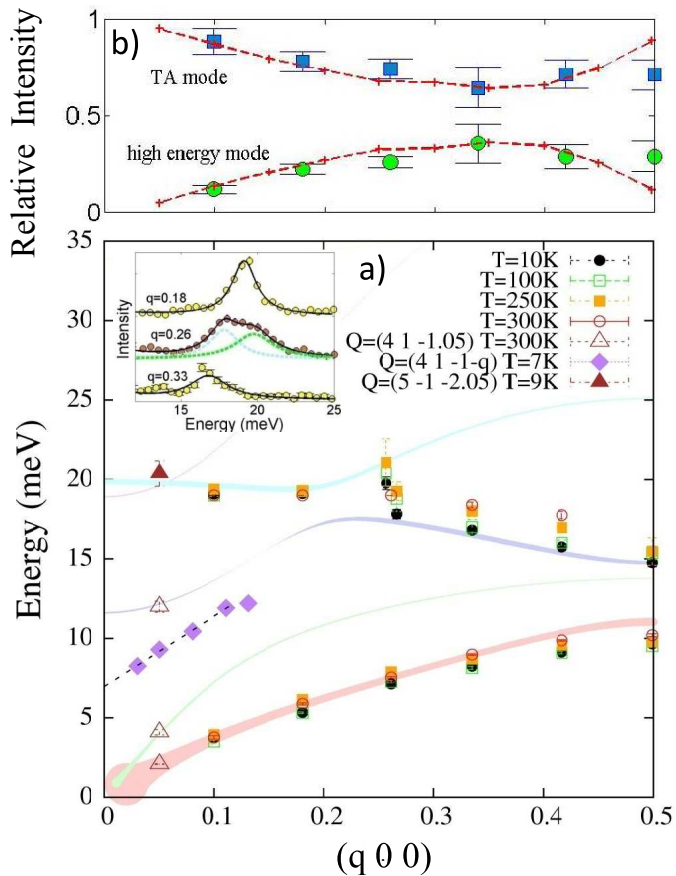 b)
Relative Intensity
1
0.5
0
TA mode
high energy mode
a)
Energy (meV)
35
30
25
20
15
10
5
0
T=10K
T=100K
T=250K
T=300K
Q=(4 1 -1.05) T=300K
Q=(4 1 -1-q) T=7K
Q=(5 -1 -2.05) T=9K
Intensity
q=0.18
q=0.26
q=0.33
15 20 25
Energy (meV)
0 0.1 0.2 0.3 0.4 0.5
(q 0 0)